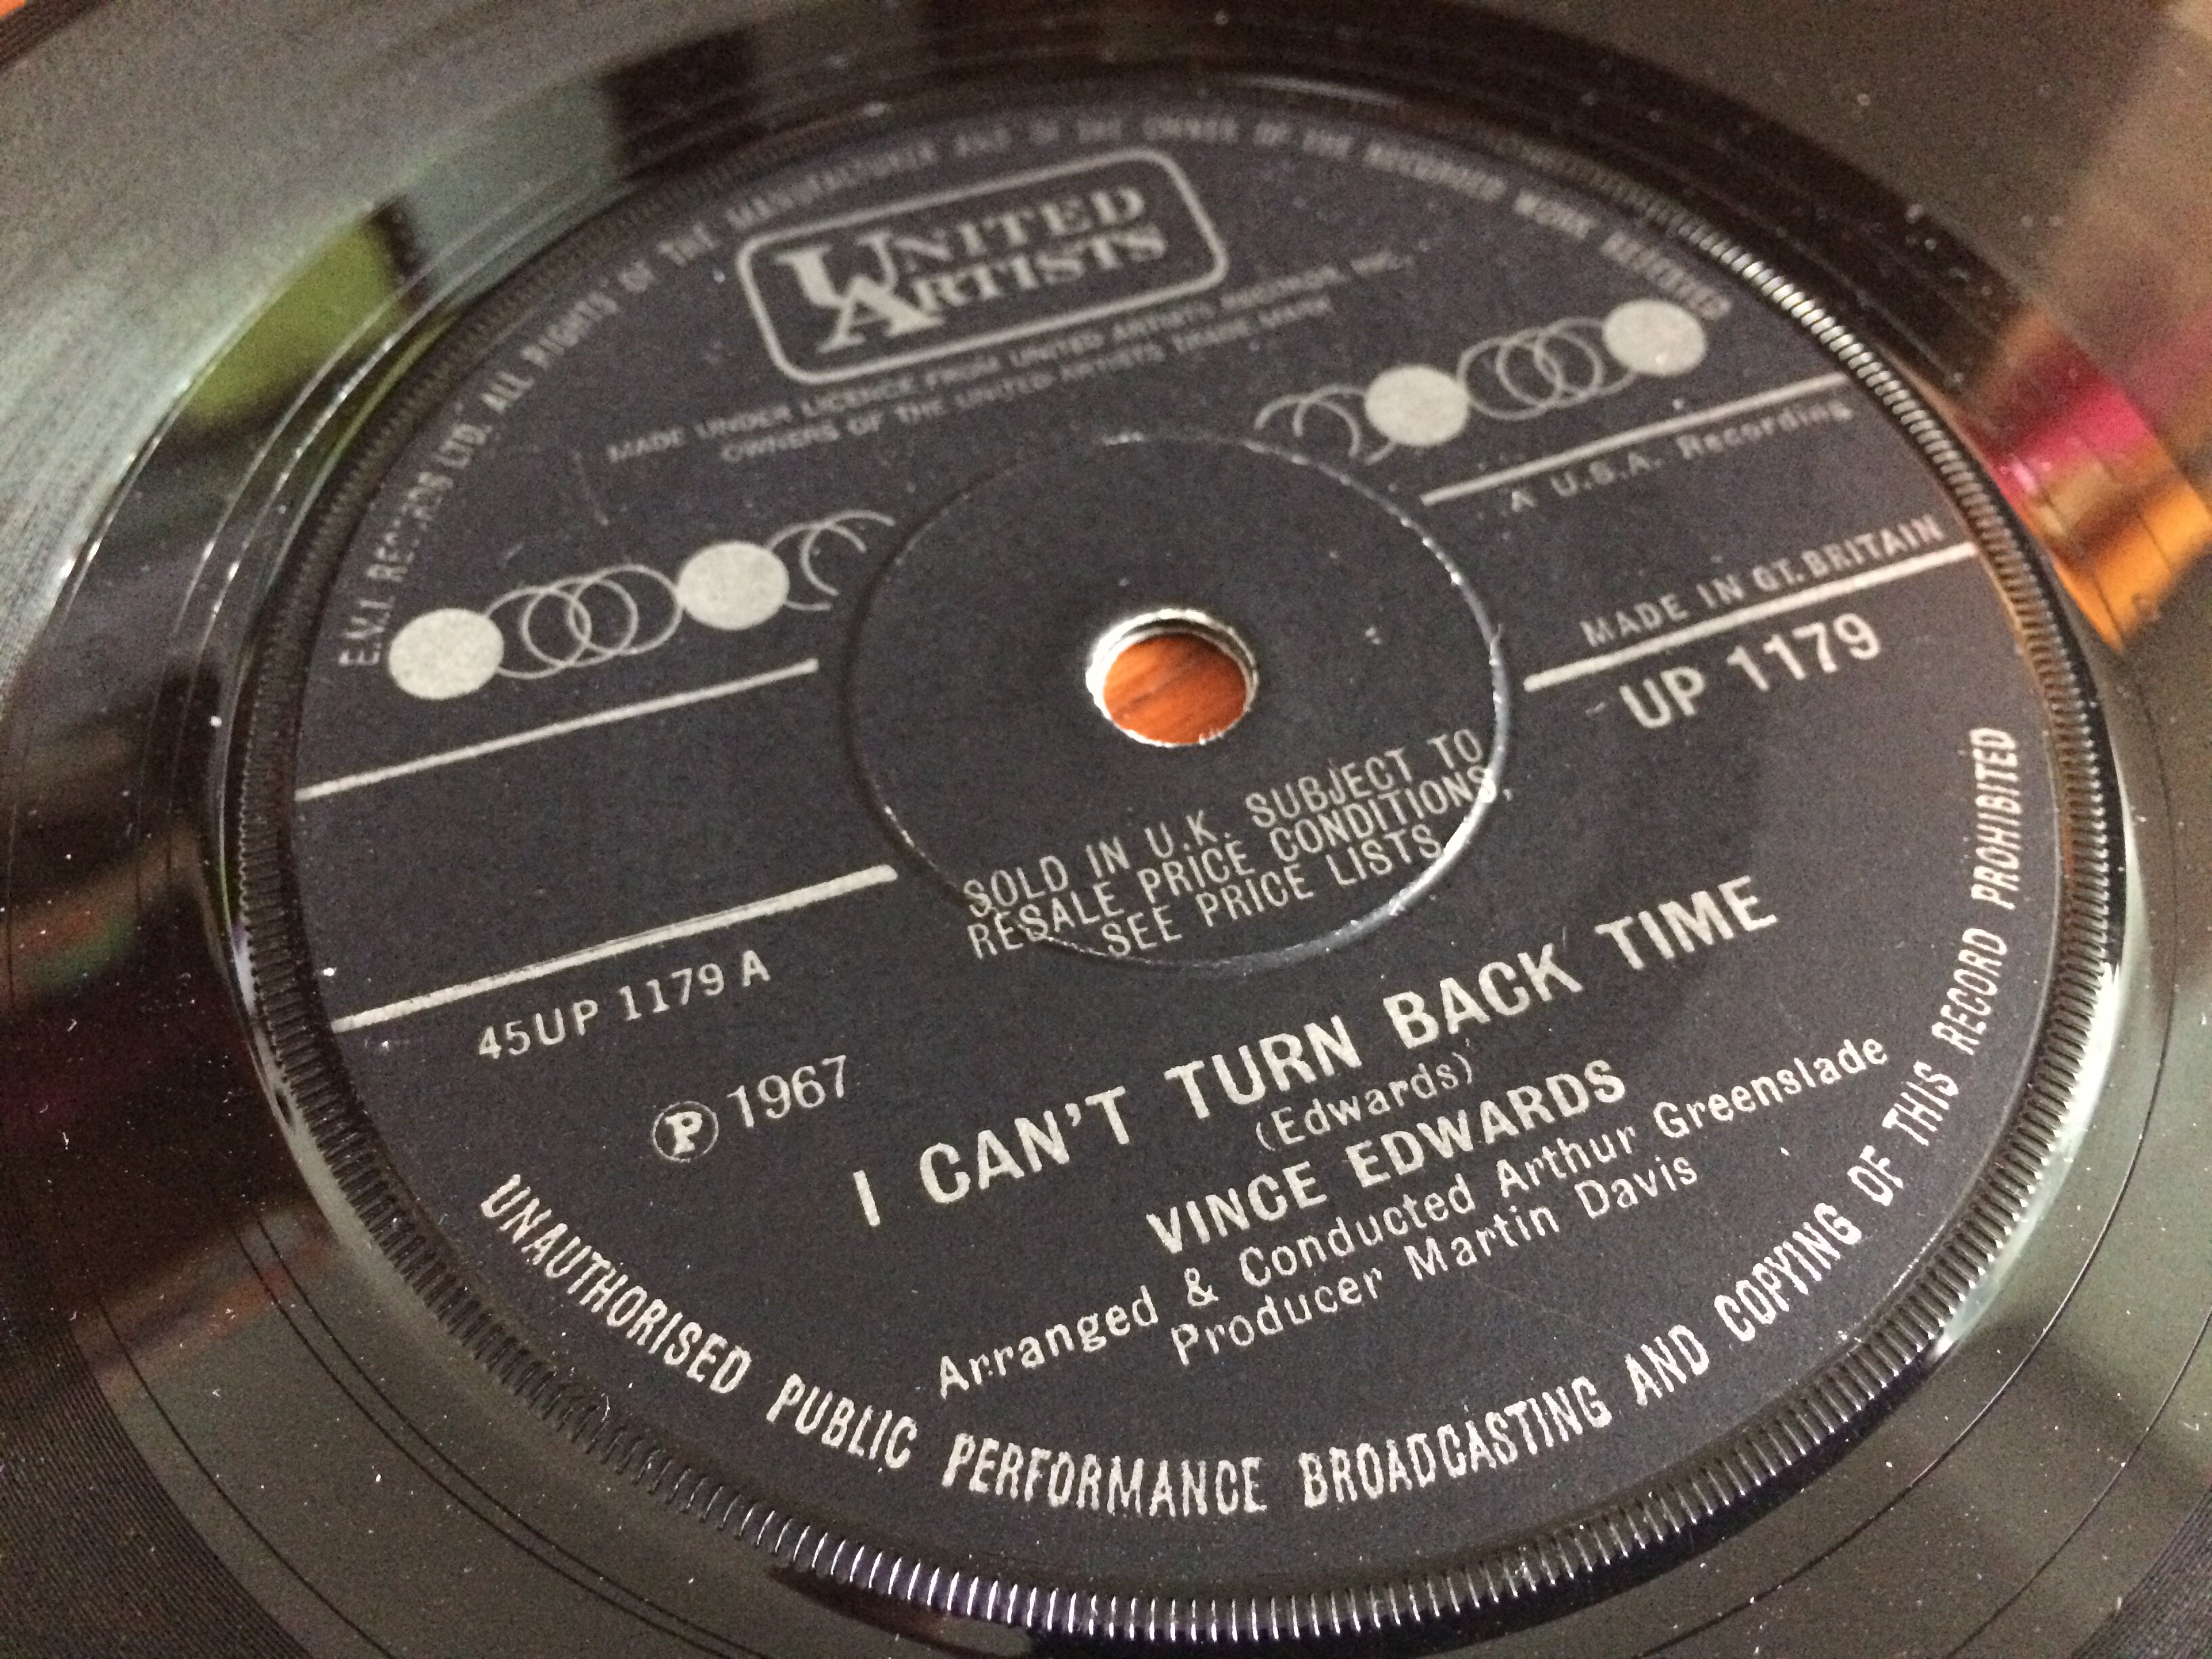 E.M.I. RECORDS LTD. ALL RIGHTS OF THE MANUFACTURER AND OF THE OWNER OF THE RECORDED WORK RESERVED
UNITED
ARTISTS
MADE UNDER LICENCE FROM UNITED ARTISTS RECORDS INC.
OWNERS OF THE UNITED ARTISTS TRADE MARK
A U.S.A. Recording
MADE IN GT. BRITAIN
UP 1179
SOLD IN U.K. SUBJECT TO
RESALE PRICE CONDITIONS,
SEE PRICE LISTS
45UP 1179 A
℗ 1967
I CAN'T TURN BACK TIME
(Edwards)
VINCE EDWARDS
Arranged & Conducted Arthur Greenslade
Producer Martin Davis
UNAUTHORISED PUBLIC PERFORMANCE BROADCASTING AND COPYING OF THIS RECORD PROHIBITED